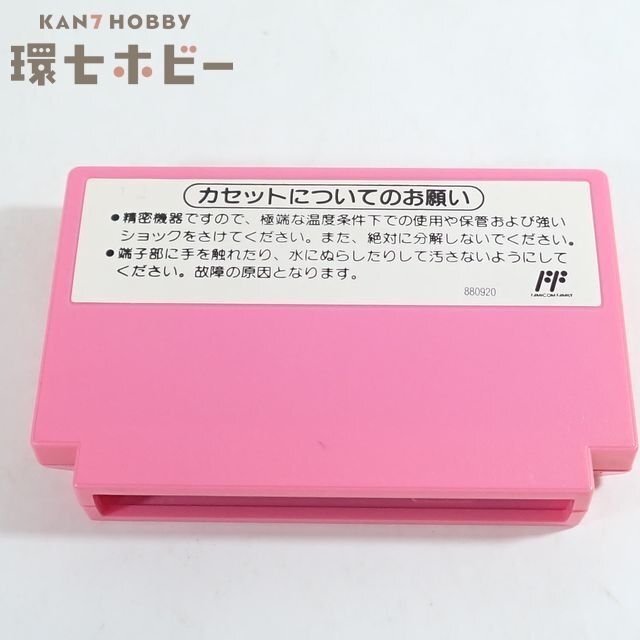 KAN7HOBBY
環七ホビー
カセットについてのお願い
●精密機器ですので、極端な温度条件下での使用や保管および強い
ショックをさけてください。また、絶対に分解しないでください。
●端子部に手を触れたり、水にぬらしたりして汚さないようにして
ください。故障の原因となります。
880920
FAMICOM FAMILY